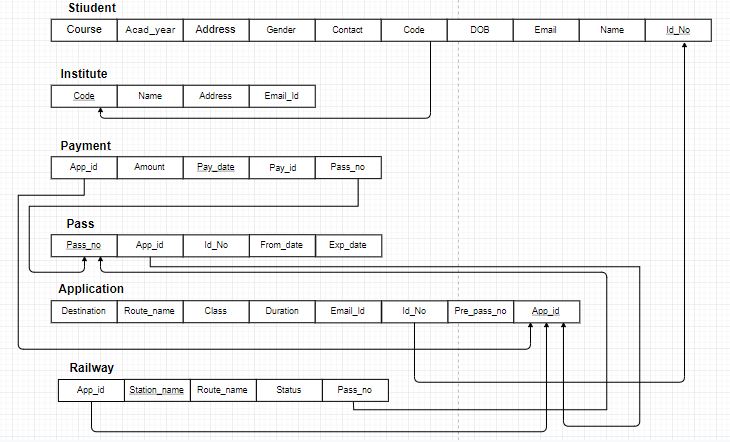 Stiudent
Course Acad_year Address Gender Contact Code DOB Email Name Id_No
Institute
Code Name Address Email_Id
Payment
App_id Amount Pay_date Pay_id Pass_no
Pass
Pass_no App_id Id_No From_date Exp_date
Application
Destination Route_name Class Duration Email_Id Id_No Pre_pass_no App_id
Railway
App_id Station_name Route_name Status Pass_no